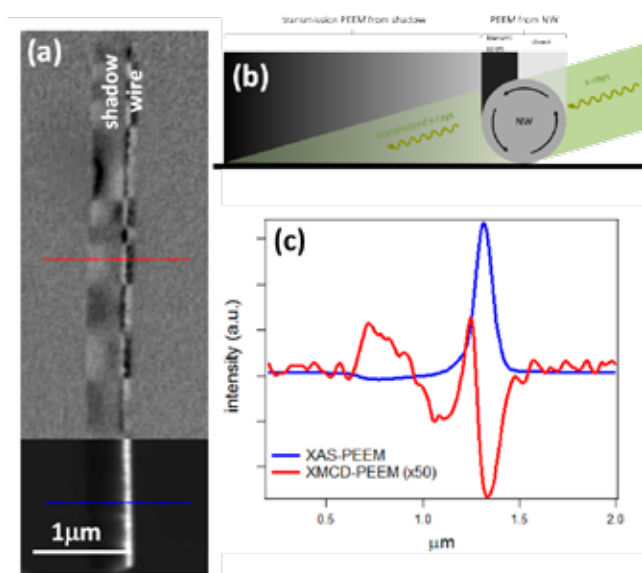 transmission PEEM from shadow
PEEM from NW
(a)
shadow
wire
1μm
(b)
x-rays
transmitted x-rays
NW
(c)
intensity (a.u.)
XAS-PEEM
XMCD-PEEM (x50)
0.5
1.0
1.5
2.0
μm